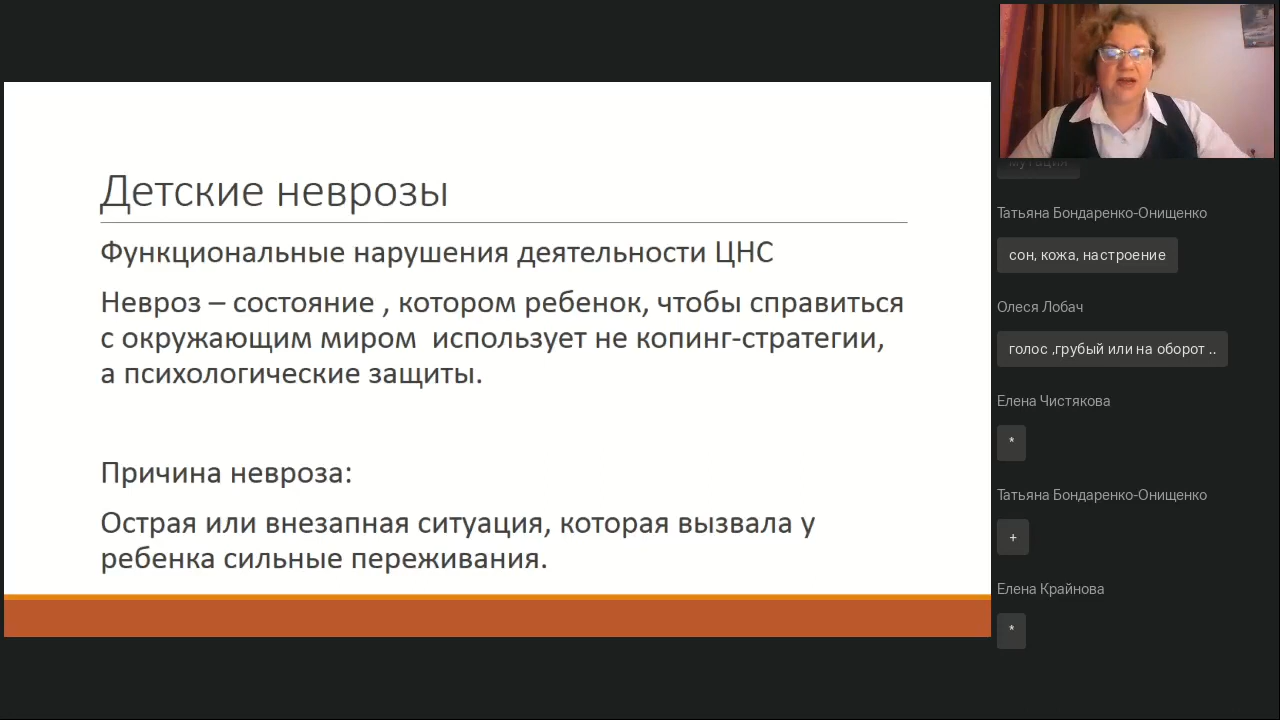 Детские неврозы
Функциональные нарушения деятельности ЦНС
Невроз – состояние , котором ребенок, чтобы справиться
с окружающим миром  использует не копинг-стратегии,
а психологические защиты.
Причина невроза:
Острая или внезапная ситуация, которая вызвала у
ребенка сильные переживания.
мутации
Татьяна Бондаренко-Онищенко
сон, кожа, настроение
Олеся Лобач
голос ,грубый или на оборот ..
Елена Чистякова
*
Татьяна Бондаренко-Онищенко
+
Елена Крайнова
*